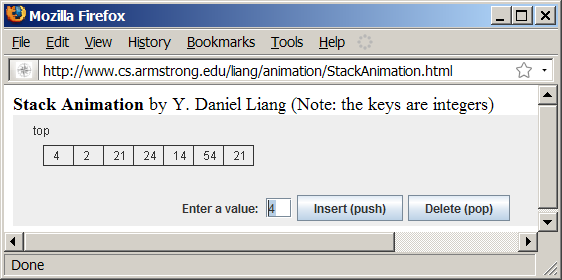 Mozilla Firefox
File Edit View History Bookmarks Tools Help
http://www.cs.armstrong.edu/liang/animation/StackAnimation.html
Stack Animation by Y. Daniel Liang (Note: the keys are integers)
top
4 2 21 24 14 54 21
Enter a value: 4 Insert (push) Delete (pop)
Done